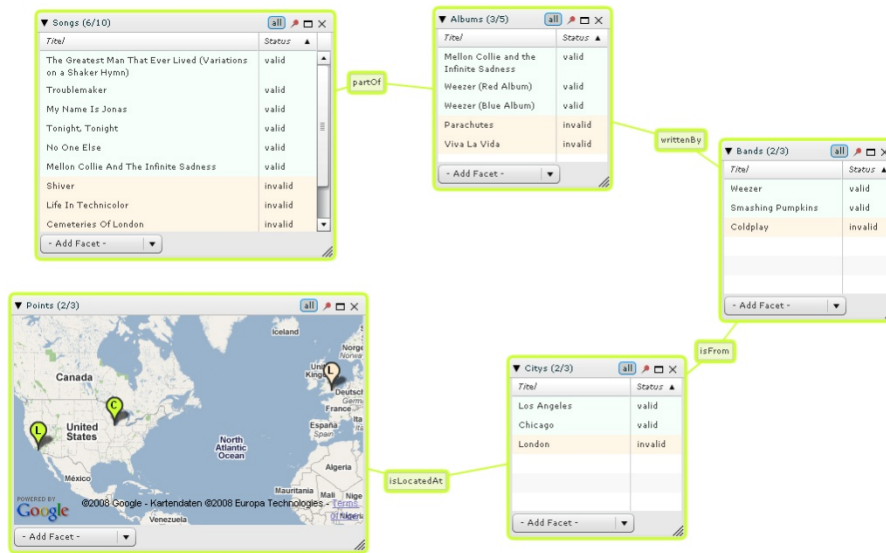 Songs (6/10)
all
Titel Status
The Greatest Man That Ever Lived (Variations
on a Shaker Hymn) valid
Troublemaker valid
My Name Is Jonas valid
Tonight, Tonight valid
No One Else valid
Mellon Collie And The Infinite Sadness valid
Shiver invalid
Life In Technicolor invalid
Cemeteries Of London invalid
- Add Facet -
partOf
Albums (3/5)
all
Titel Status
Mellon Collie and the
Infinite Sadness valid
Weezer (Red Album) valid
Weezer (Blue Album) valid
Parachutes invalid
Viva La Vida invalid
- Add Facet -
writtenBy
Bands (2/3)
all
Titel Status
Weezer valid
Smashing Pumpkins valid
Coldplay invalid
- Add Facet -
isFrom
Citys (2/3)
all
Titel Status
Los Angeles valid
Chicago valid
London invalid
- Add Facet -
isLocatedAt
Points (2/3)
all
Iceland
Norge
Norway
Canada
L
C
L
Deutsch
France
Ita
España
Spain
United
States
North
Atlantic
Ocean
Algeria
México
Mauritania
Mali
Nige
POWERED BY
Google
©2008 Google - Kartendaten ©2008 Europa Technologies - Terms
Venezuela
- Add Facet -